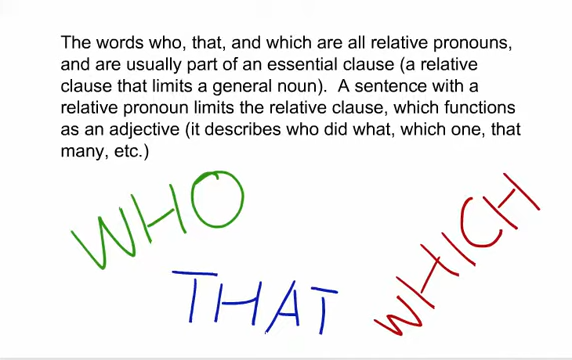 The words who, that, and which are all relative pronouns,
and are usually part of an essential clause (a relative
clause that limits a general noun).  A sentence with a
relative pronoun limits the relative clause, which functions
as an adjective (it describes who did what, which one, that
many, etc.)
WHO
THAT
WHICH